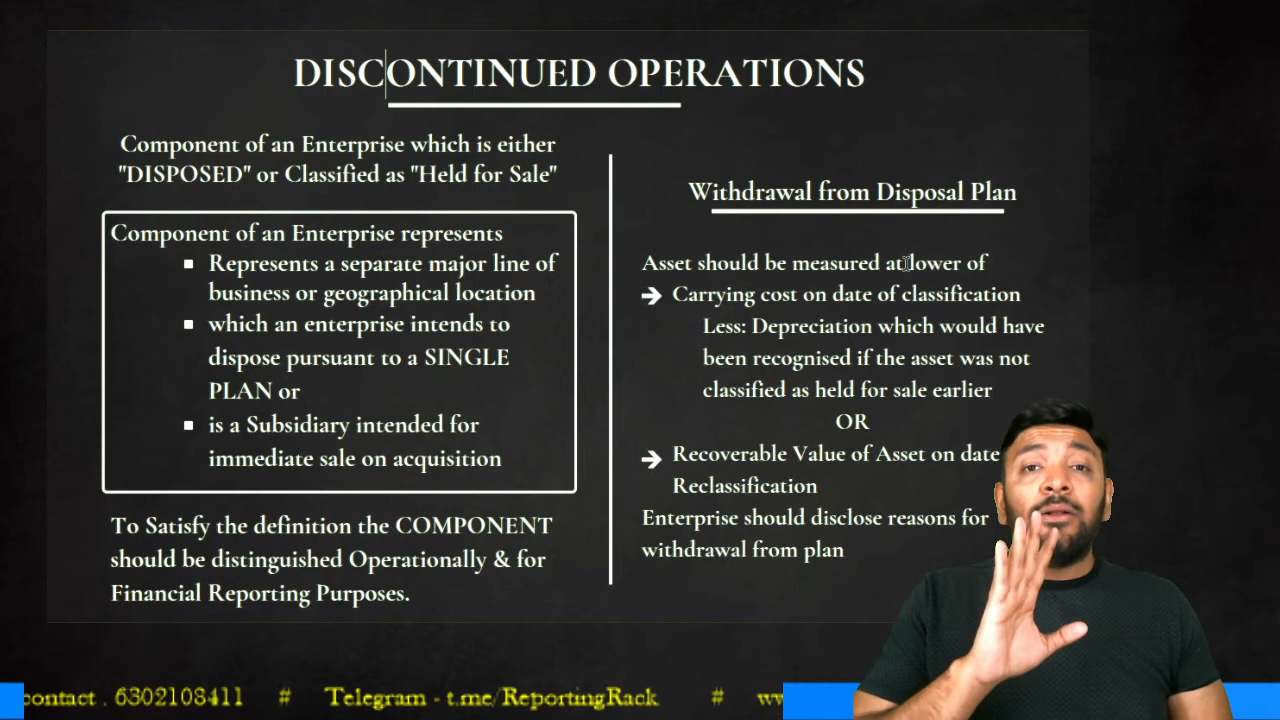 DISCONTINUED OPERATIONS
Component of an Enterprise which is either
"DISPOSED" or Classified as "Held for Sale"
Component of an Enterprise represents
▪ Represents a separate major line of
business or geographical location
▪ which an enterprise intends to
dispose pursuant to a SINGLE
PLAN or
▪ is a Subsidiary intended for
immediate sale on acquisition
To Satisfy the definition the COMPONENT
should be distinguished Operationally & for
Financial Reporting Purposes.
Withdrawal from Disposal Plan
Asset should be measured at lower of
➔ Carrying cost on date of classification
Less: Depreciation which would have
been recognised if the asset was not
classified as held for sale earlier
OR
➔ Recoverable Value of Asset on date
Reclassification
Enterprise should disclose reasons for
withdrawal from plan
contact . 6302108411 # Telegram - t.me/ReportingRack #